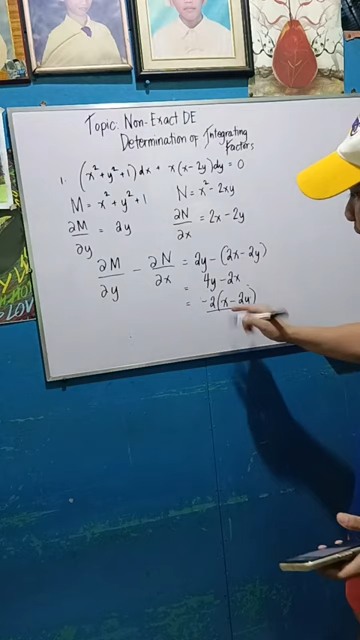 Topic: Non-Exact DE
Determination of Integrating
Factors
1. (x²+y²+1)dx + x(x-2y)dy = 0
M = x²+y²+1 N = x²-2xy
∂M/∂y = 2y ∂N/∂x = 2x-2y
∂M/∂y - ∂N/∂x = 2y-(2x-2y)
= 4y-2x
= -2(x-2y)